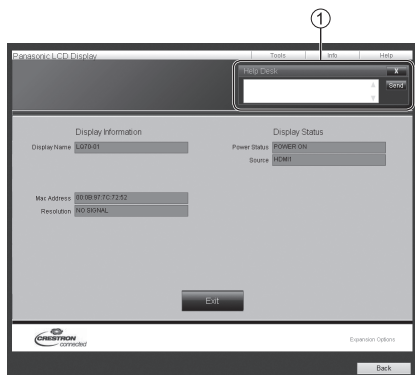 1
Panasonic LCD Display
Tools Info Help
Help Desk X
Send
Display Information Display Status
Display Name LQ70-01 Power Status POWER ON
Source HDMI1
Mac Address 00:0B:97:7C:72:52
Resolution NO SIGNAL
Exit
CRESTRON
connected
Expansion Options
Back